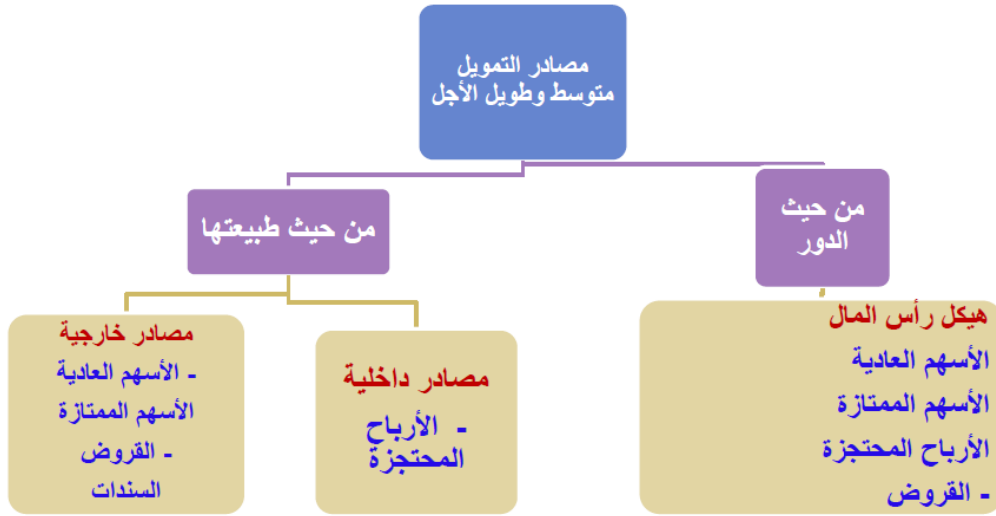 مصادر التمويل
متوسط وطويل الأجل
من حيث
الدور
من حيث طبيعتها
هيكل رأس المال
الأسهم العادية
الأسهم الممتازة
الأرباح المحتجزة
- القروض
مصادر داخلية
- الأرباح
المحتجزة
مصادر خارجية
- الأسهم العادية
الأسهم الممتازة
- القروض
السندات